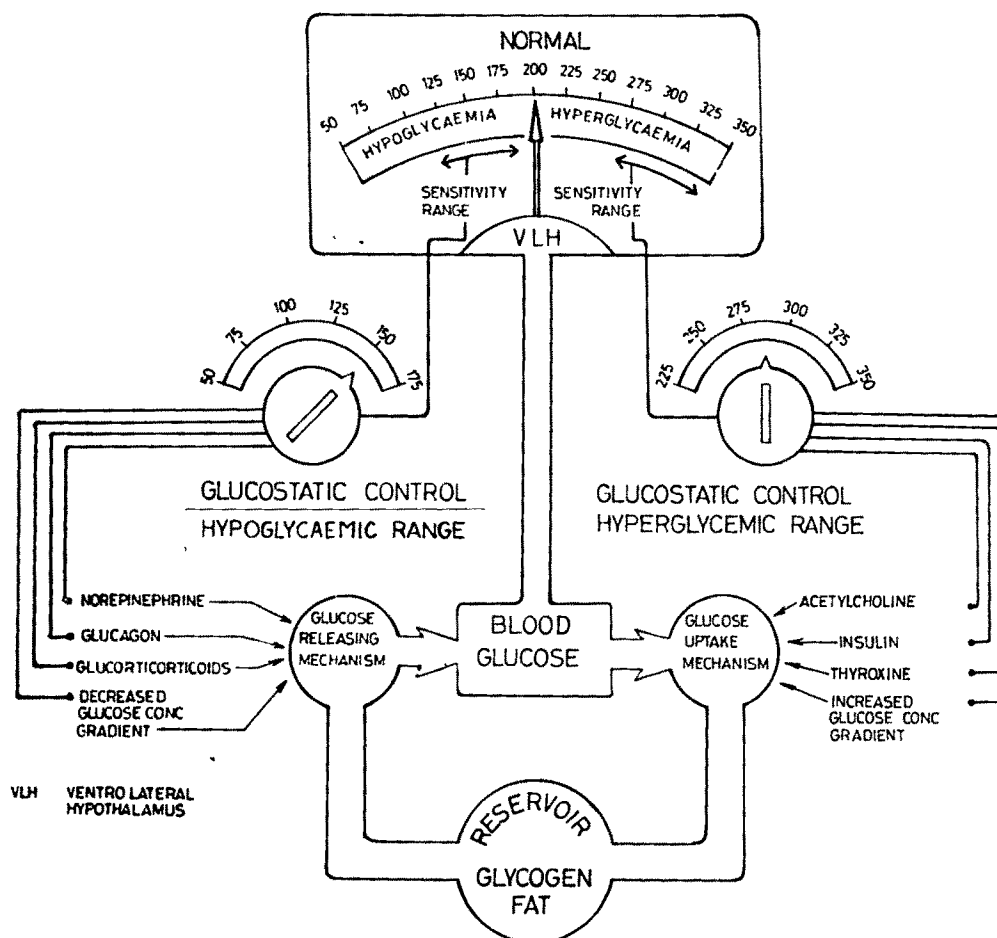 NORMAL
50 75 100 125 150 175 200 225 250 275 300 325 350
HYPOGLYCAEMIA
HYPERGLYCAEMIA
SENSITIVITY
RANGE
SENSITIVITY
RANGE
VLH
50 75 100 125 150 175
225 250 275 300 325 350
GLUCOSTATIC CONTROL
HYPOGLYCAEMIC RANGE
GLUCOSTATIC CONTROL
HYPERGLYCEMIC RANGE
NOREPINEPHRINE
GLUCAGON
GLUCORTICORTICOIDS
DECREASED
GLUCOSE CONC
GRADIENT
GLUCOSE
RELEASING
MECHANISM
BLOOD
GLUCOSE
GLUCOSE
UPTAKE
MECHANISM
ACETYLCHOLINE
INSULIN
THYROXINE
INCREASED
GLUCOSE CONC
GRADIENT
VLH VENTRO LATERAL
HYPOTHALAMUS
RESERVOIR
GLYCOGEN
FAT